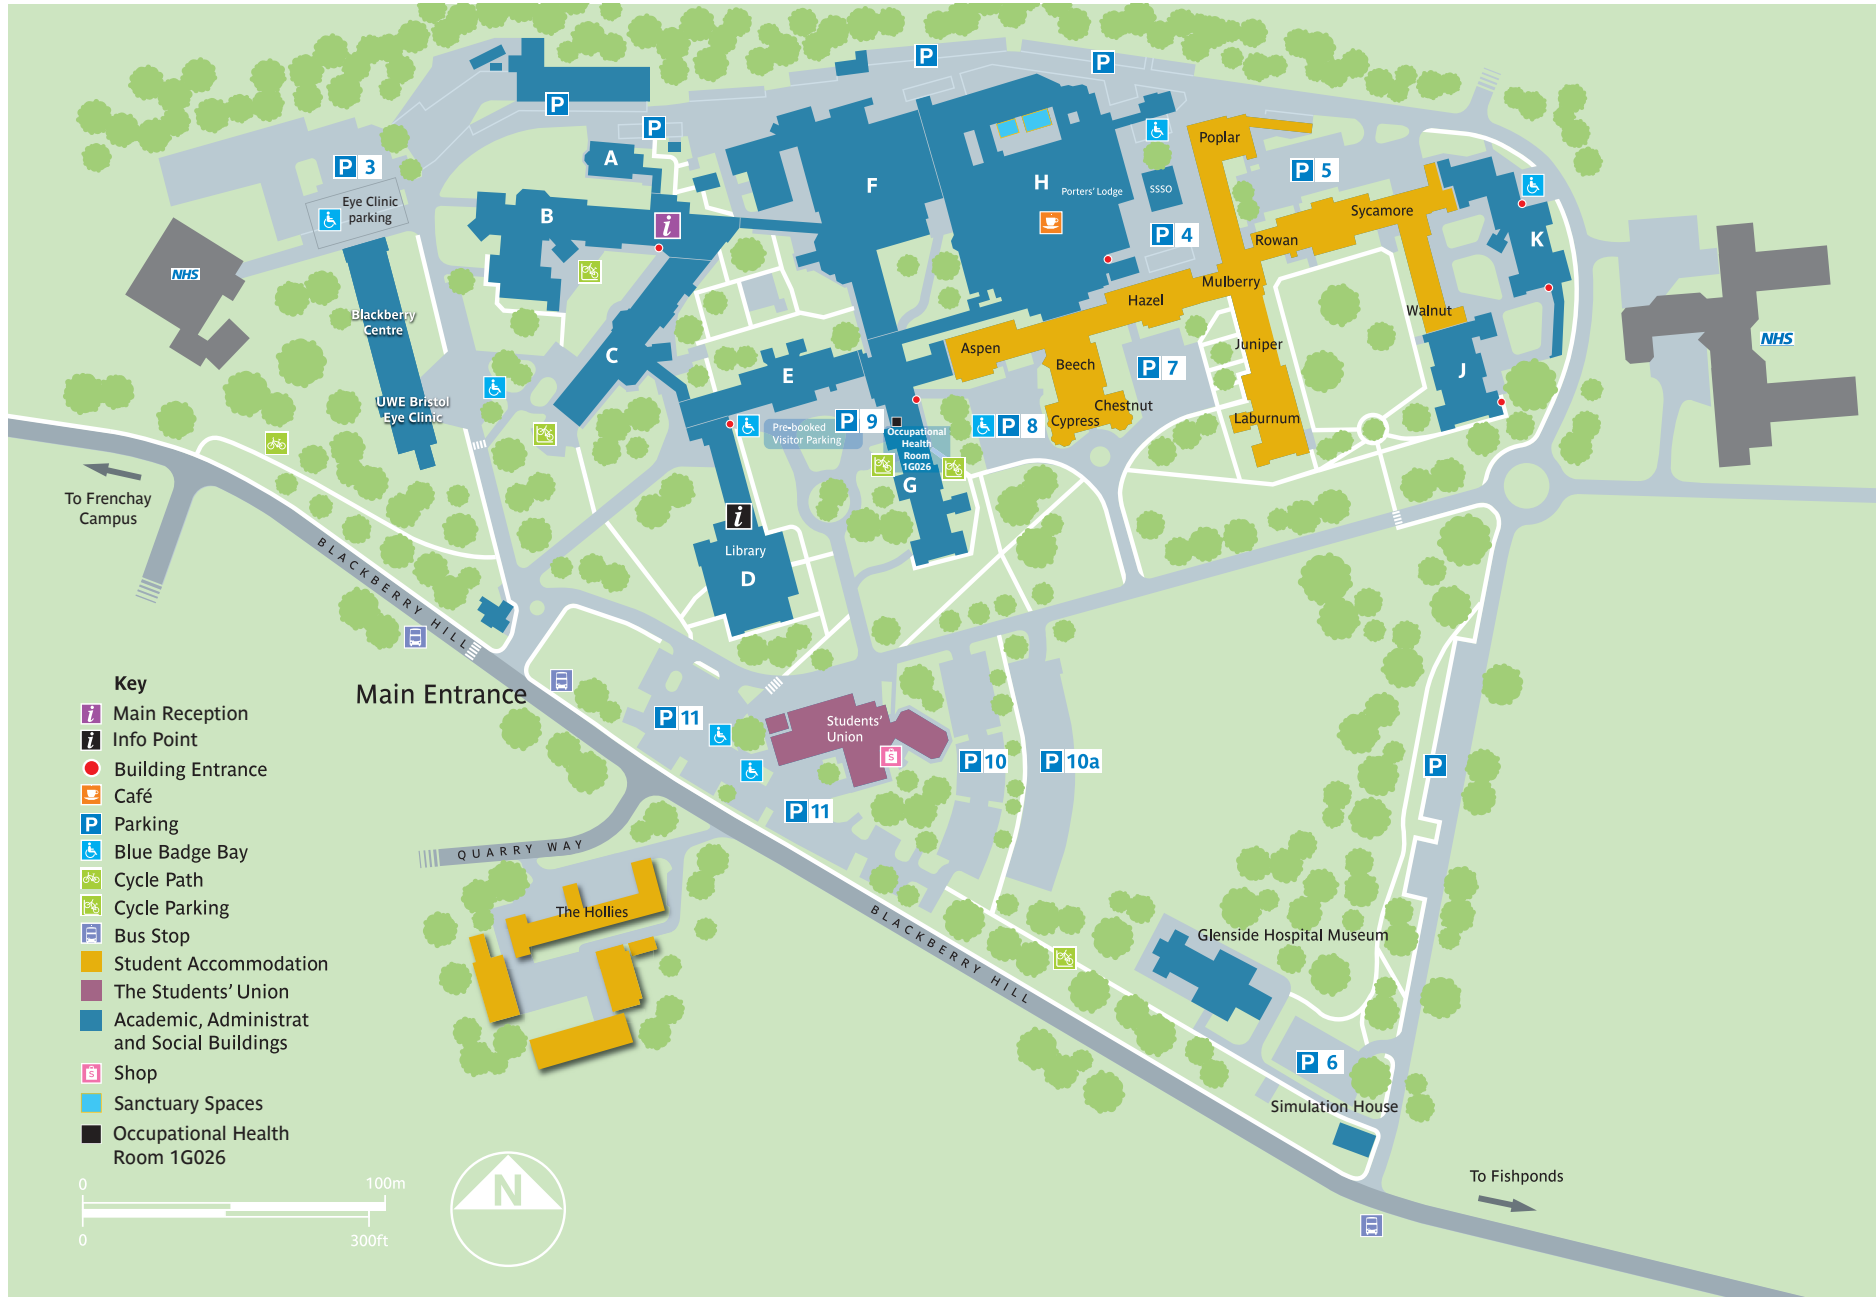 P
P
P
P
A
Poplar
P 3
H
Porters' Lodge
F
P 5
SSSO
Eye Clinic
parking
B
i
Sycamore
P 4
Rowan
K
NHS
Mulberry
Hazel
Blackberry
Centre
Walnut
NHS
Juniper
C
Aspen
Beech
P 7
E
J
UWE Bristol
Eye Clinic
Chestnut
Cypress
Laburnum
P 9
Pre-booked
Visitor Parking
P 8
Occupational
Health
Room
1G026
G
To Frenchay
Campus
i
Library
D
BLACKBERRY HILL
Main Entrance
P 11
Students'
Union
S
P 10
P 10a
P
P 11
QUARRY WAY
The Hollies
BLACKBERRY HILL
Glenside Hospital Museum
P 6
Simulation House
To Fishponds
Key
i Main Reception
i Info Point
Building Entrance
Café
P Parking
Blue Badge Bay
Cycle Path
Cycle Parking
Bus Stop
Student Accommodation
The Students' Union
Academic, Administrat
and Social Buildings
S Shop
Sanctuary Spaces
Occupational Health
Room 1G026
0 100m
0 300ft
N